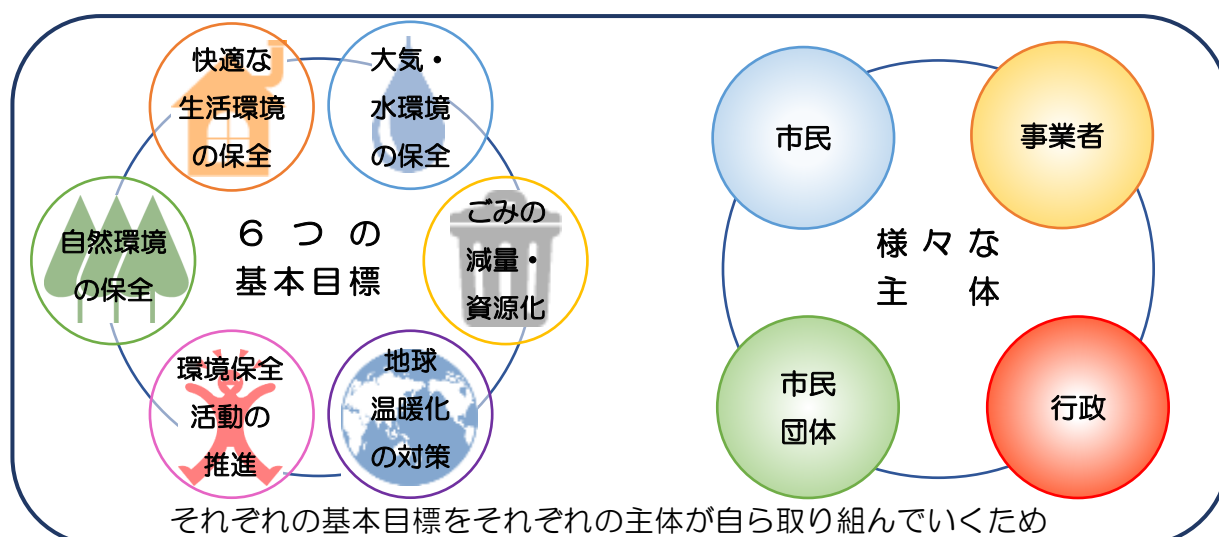 快適な
生活環境
の保全
大気・
水環境
の保全
自然環境
の保全
６つの
基本目標
ごみの
減量・
資源化
環境保全
活動の
推進
地球
温暖化
の対策
市民
事業者
様々な
主体
市民
団体
行政
それぞれの基本目標をそれぞれの主体が自ら取り組んでいくため